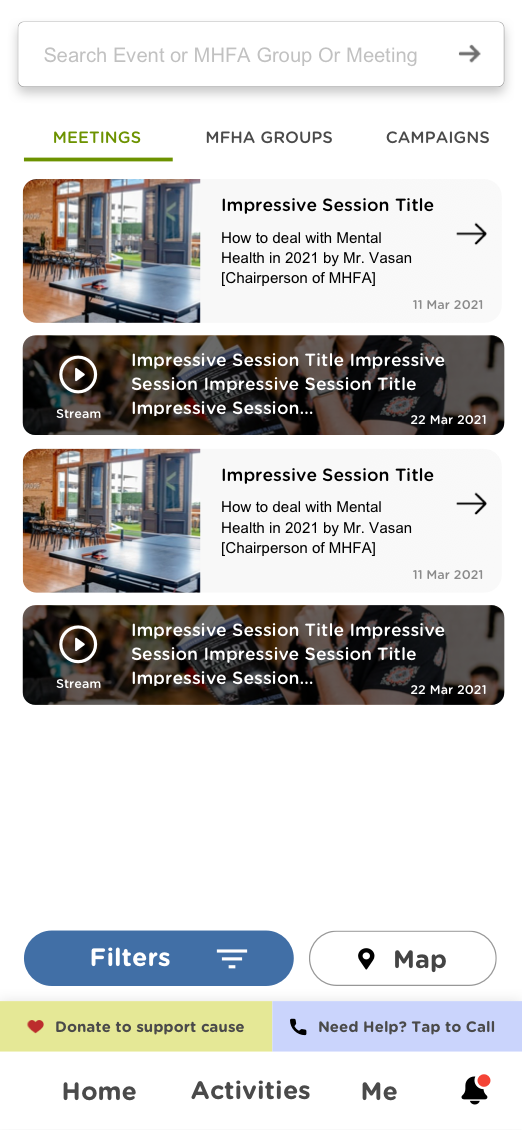 Search Event or MHFA Group Or Meeting
MEETINGS MFHA GROUPS CAMPAIGNS
Impressive Session Title
How to deal with Mental
Health in 2021 by Mr. Vasan
[Chairperson of MHFA]
11 Mar 2021
Impressive Session Title Impressive
Session Impressive Session Title
Impressive Session...
Stream
22 Mar 2021
Impressive Session Title
How to deal with Mental
Health in 2021 by Mr. Vasan
[Chairperson of MHFA]
11 Mar 2021
Impressive Session Title Impressive
Session Impressive Session Title
Impressive Session...
Stream
22 Mar 2021
Filters Map
Donate to support cause Need Help? Tap to Call
Home Activities Me